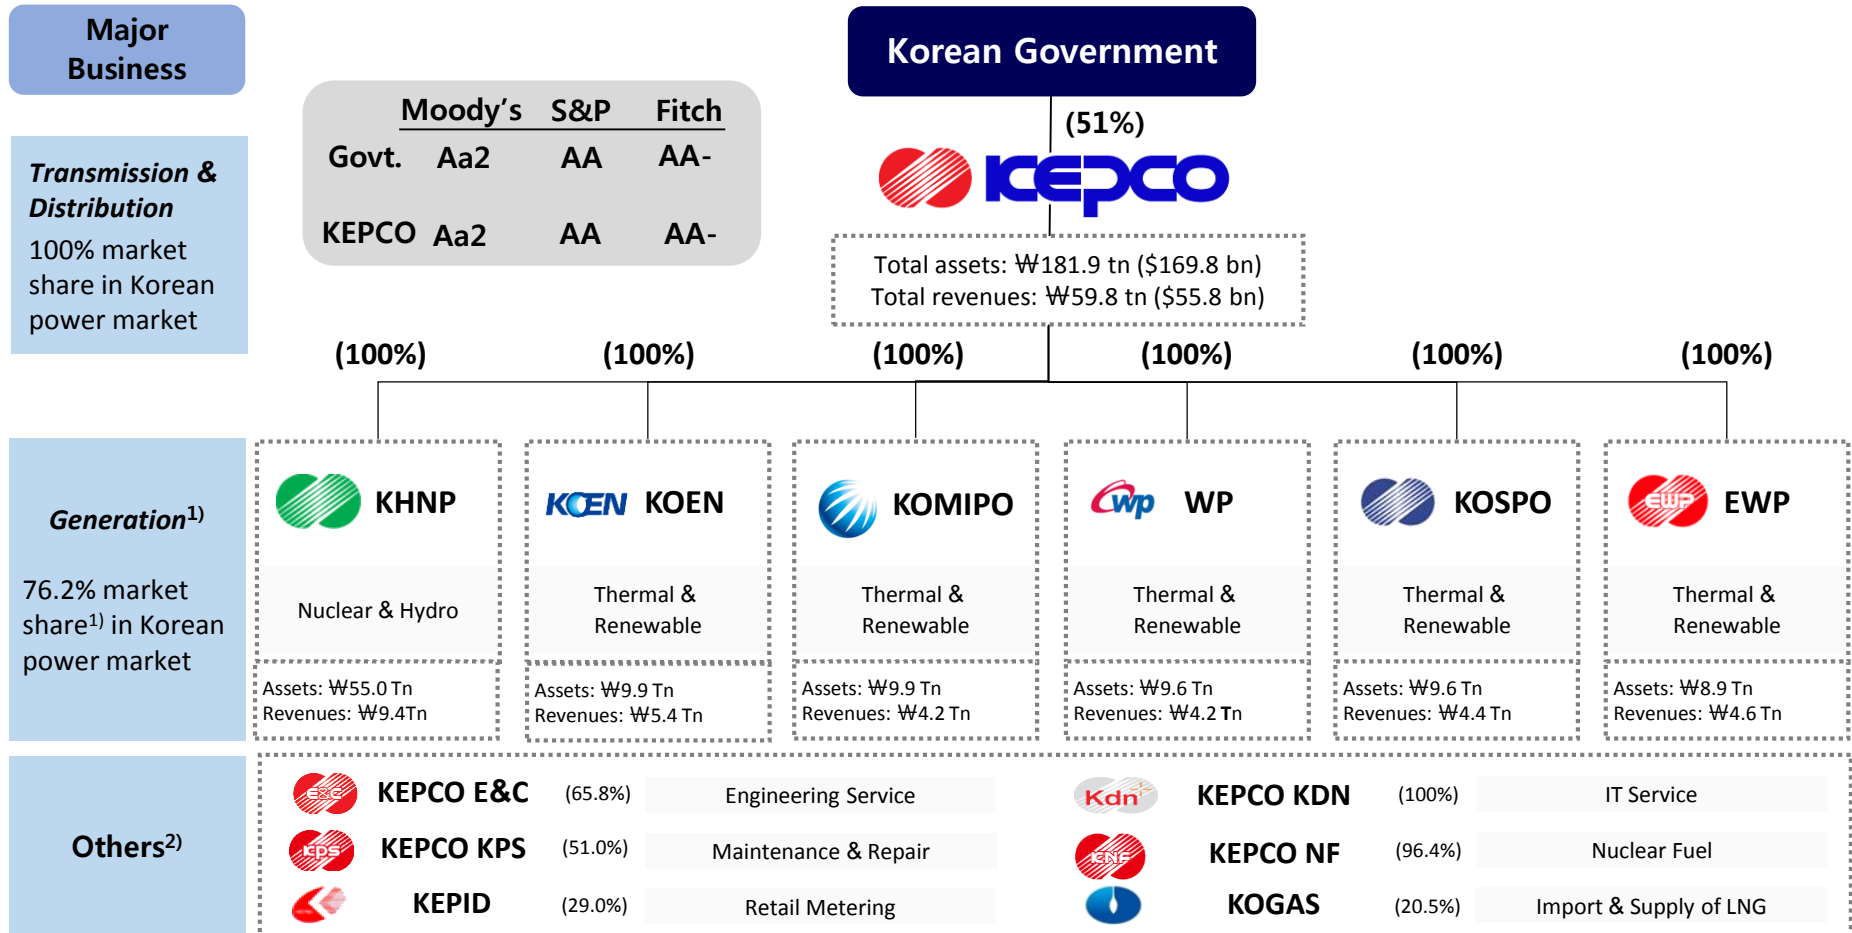 Major
Business
Korean Government
Moody's S&P Fitch
Govt. Aa2 AA AA-
KEPCO Aa2 AA AA-
(51%)
KEPCO
Transmission &
Distribution
100% market
share in Korean
power market
Total assets: ₩181.9 tn ($169.8 bn)
Total revenues: ₩59.8 tn ($55.8 bn)
(100%) (100%) (100%) (100%) (100%) (100%)
Generation1)
76.2% market
share1) in Korean
power market
KHNP
Nuclear & Hydro
Assets: ₩55.0 Tn
Revenues: ₩9.4Tn
KOEN KOEN
Thermal &
Renewable
Assets: ₩9.9 Tn
Revenues: ₩5.4 Tn
KOMIPO
Thermal &
Renewable
Assets: ₩9.9 Tn
Revenues: ₩4.2 Tn
wp WP
Thermal &
Renewable
Assets: ₩9.6 Tn
Revenues: ₩4.2 Tn
KOSPO
Thermal &
Renewable
Assets: ₩9.6 Tn
Revenues: ₩4.4 Tn
EWP EWP
Thermal &
Renewable
Assets: ₩8.9 Tn
Revenues: ₩4.6 Tn
Others2)
E&C KEPCO E&C (65.8%) Engineering Service
kps KEPCO KPS (51.0%) Maintenance & Repair
KEPID (29.0%) Retail Metering
Kdn KEPCO KDN (100%) IT Service
KNF KEPCO NF (96.4%) Nuclear Fuel
KOGAS (20.5%) Import & Supply of LNG